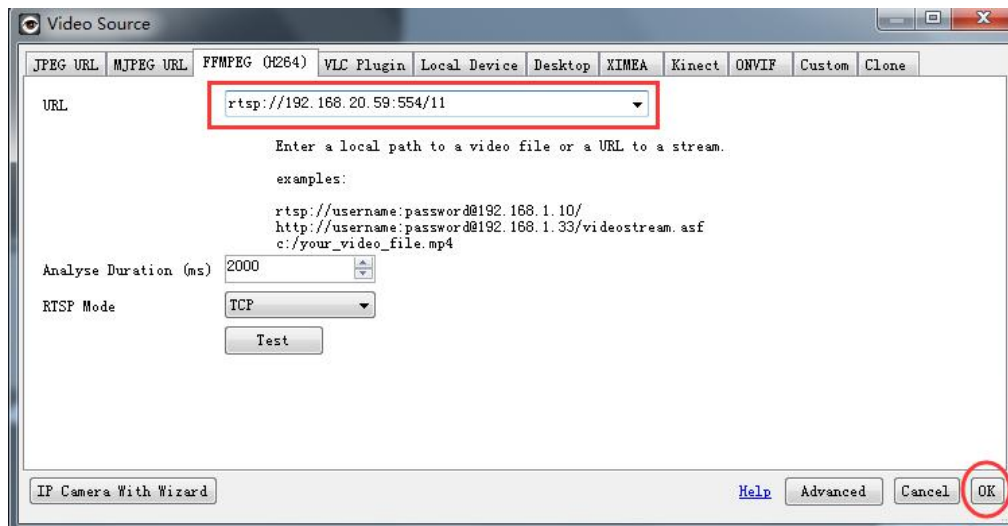 Video Source
JPEG URL MJPEG URL FFMPEG (H264) VLC Plugin Local Device Desktop XIMEA Kinect ONVIF Custom Clone
URL rtsp://192.168.20.59:554/11
Enter a local path to a video file or a URL to a stream.
examples:
rtsp://username:password@192.168.1.10/
http://username:password@192.168.1.33/videostream.asf
c:/your_video_file.mp4
Analyse Duration (ms) 2000
RTSP Mode TCP
Test
IP Camera With Wizard Help Advanced Cancel OK